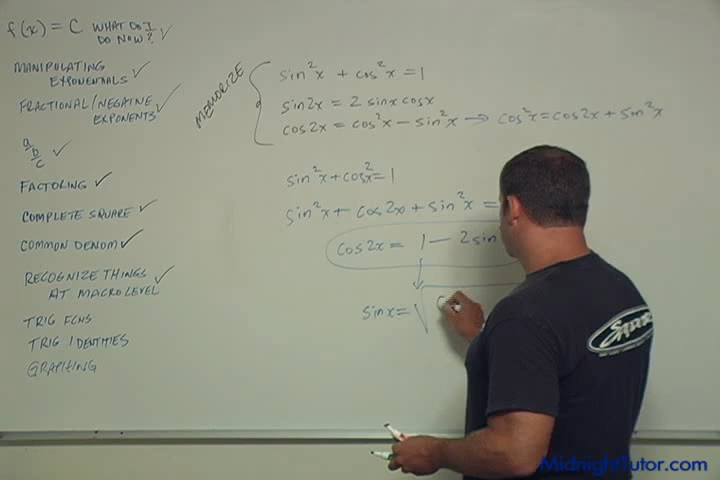 f(x) = C WHAT DO I
DO NOW? ✓
MANIPULATING
EXPONENTIALS ✓
FRACTIONAL/NEGATIVE
EXPONENTS ✓
a
b
c ✓
FACTORING ✓
COMPLETE SQUARE ✓
COMMON DENOM ✓
RECOGNIZE THINGS
AT MACRO LEVEL ✓
TRIG FCNS
TRIG IDENTITIES
GRAPHING
MEMORIZE
sin²x + cos²x = 1
sin2x = 2 sinx cosx
cos2x = cos²x − sin²x → cos²x = cos2x + sin²x
sin²x + cos²x = 1
sin²x + cos2x + sin²x =
cos2x = 1 − 2 sin
sinx = √
MidnightTutor.com